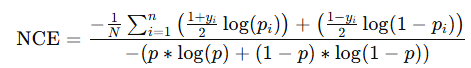 NCE = \frac{-\frac{1}{N} \sum_{i=1}^{n} \left( \frac{1+y_i}{2} \log(p_i) \right) + \left( \frac{1-y_i}{2} \log(1-p_i) \right)}{-(p * \log(p) + (1-p) * \log(1-p))}